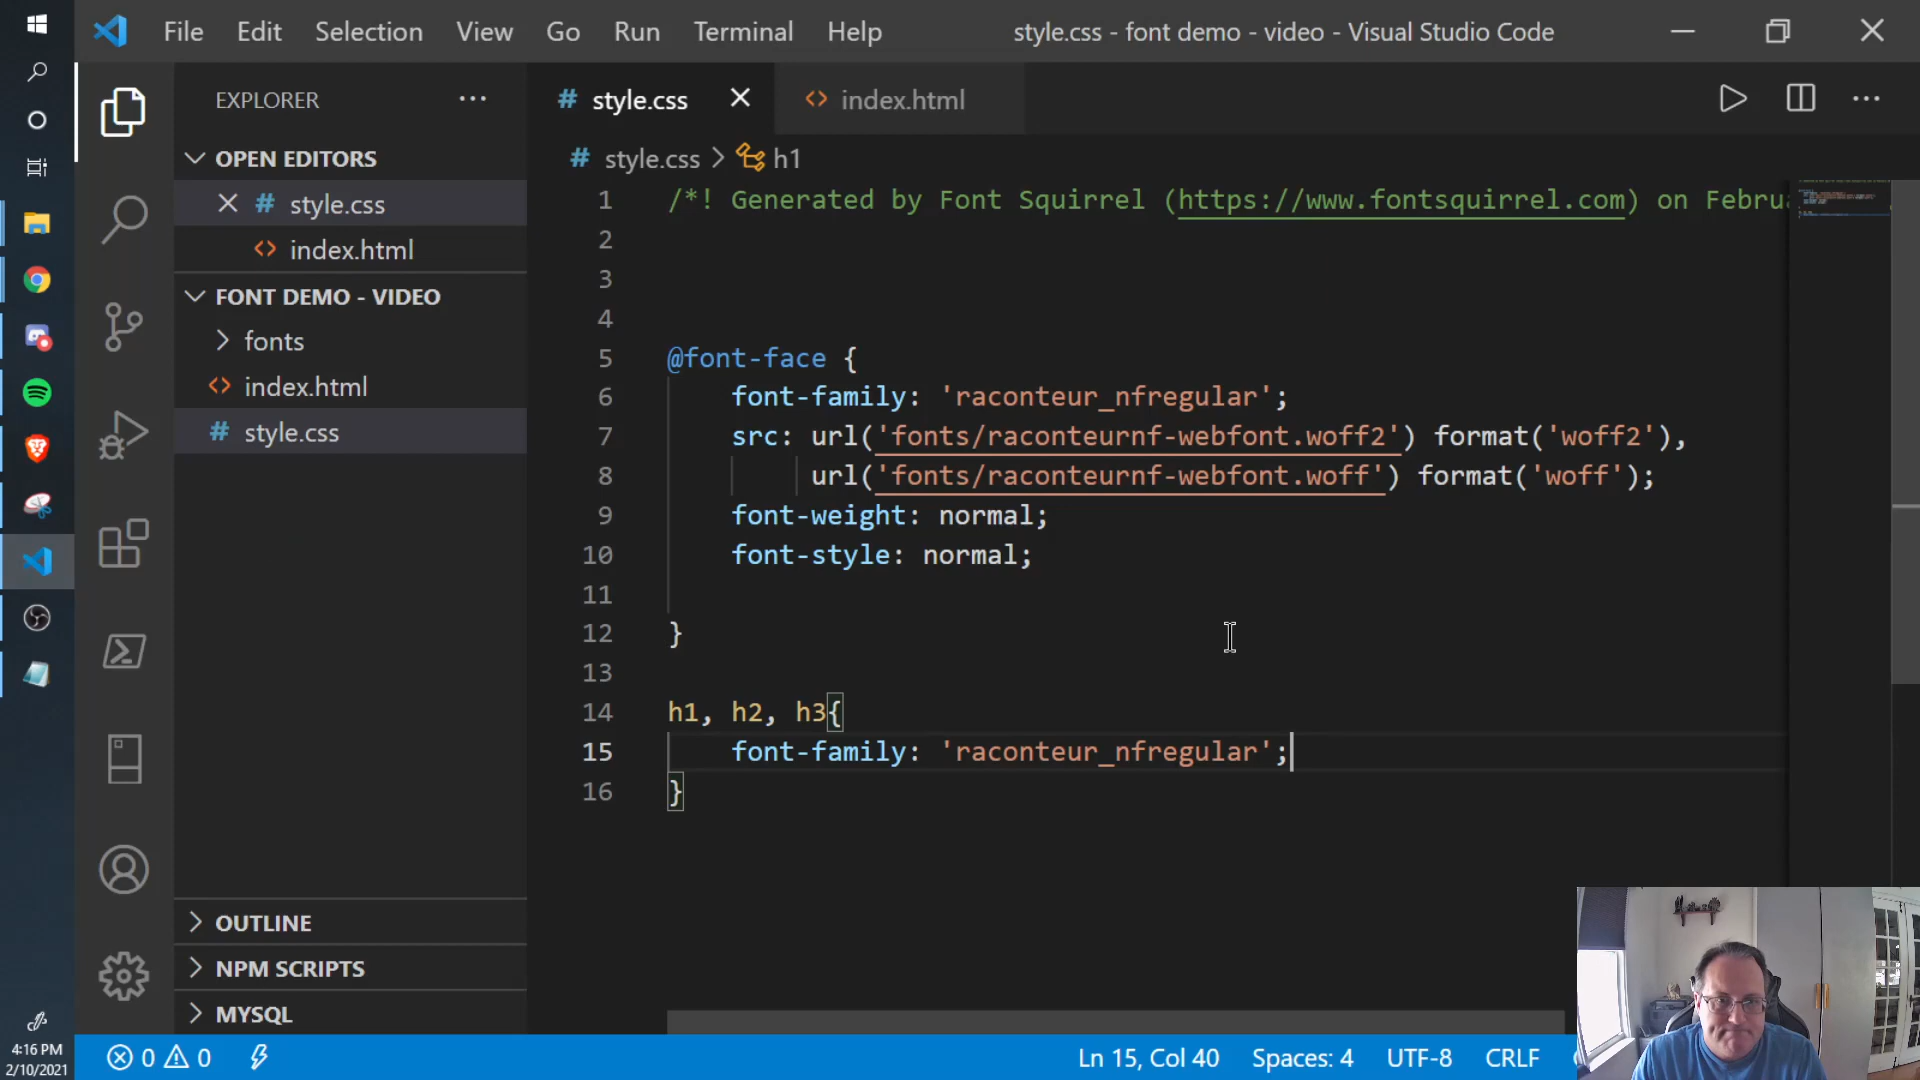 File Edit Selection View Go Run Terminal Help style.css - font demo - video - Visual Studio Code
EXPLORER ...
# style.css <> index.html
OPEN EDITORS
# style.css
<> index.html
FONT DEMO - VIDEO
fonts
<> index.html
# style.css
OUTLINE
NPM SCRIPTS
MYSQL
# style.css > h1
1 /*! Generated by Font Squirrel (https://www.fontsquirrel.com) on Februa
2
3
4
5 @font-face {
6 font-family: 'raconteur_nfregular';
7 src: url('fonts/raconteurnf-webfont.woff2') format('woff2'),
8 url('fonts/raconteurnf-webfont.woff') format('woff');
9 font-weight: normal;
10 font-style: normal;
11
12 }
13
14 h1, h2, h3{
15 font-family: 'raconteur_nfregular';
16 }
4:16 PM
2/10/2021
0 0 Ln 15, Col 40 Spaces: 4 UTF-8 CRLF